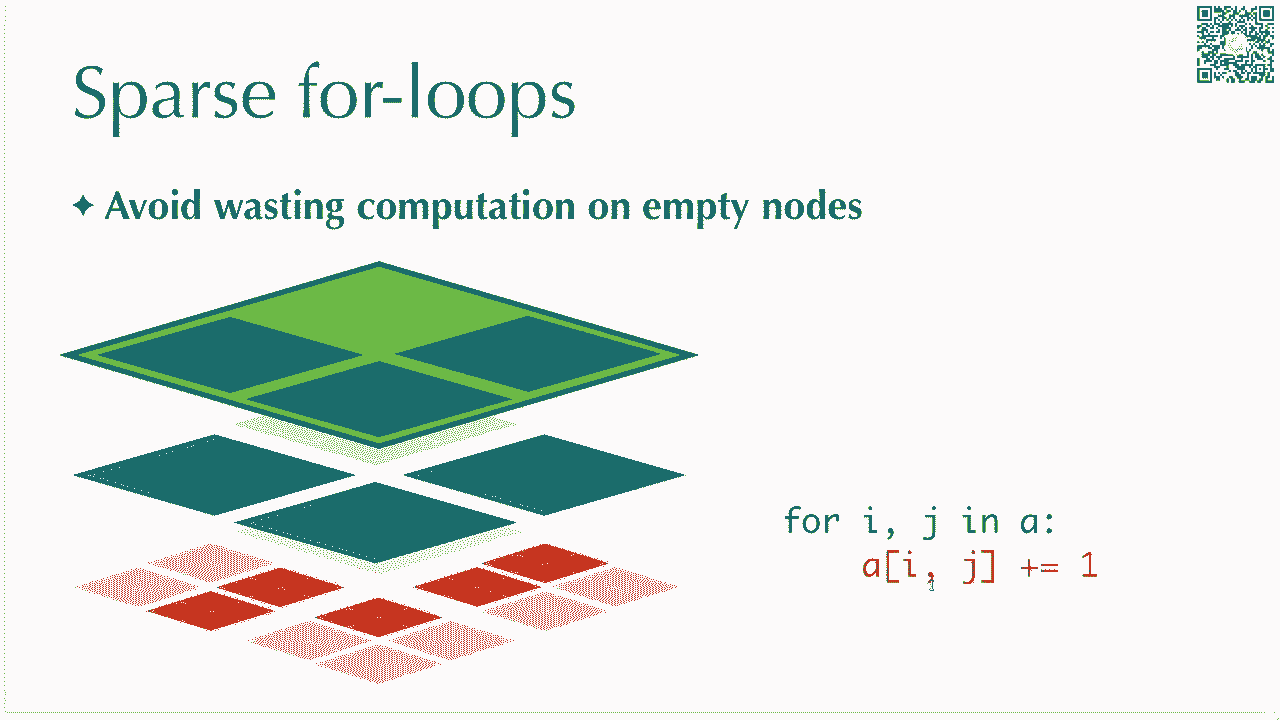 Sparse for-loops
✦ Avoid wasting computation on empty nodes
for i, j in a:
    a[i, j] += 1